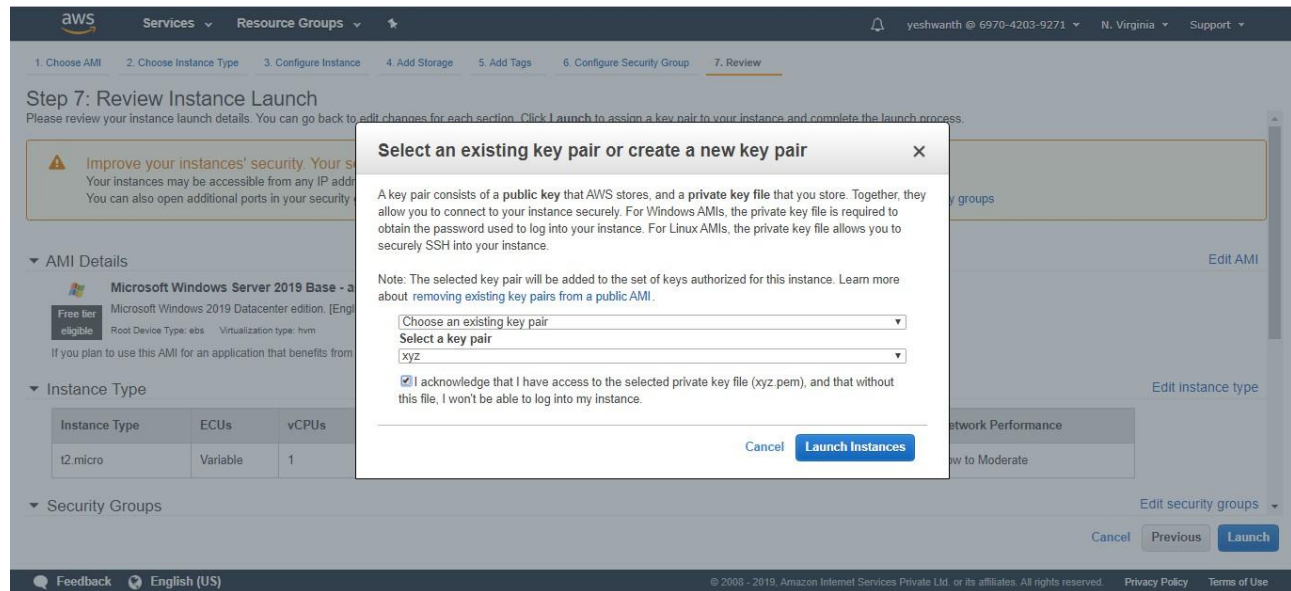 aws Services Resource Groups yeshwanth @ 6970-4203-9271 N. Virginia Support
1. Choose AMI 2. Choose Instance Type 3. Configure Instance 4. Add Storage 5. Add Tags 6. Configure Security Group 7. Review
Step 7: Review Instance Launch
Please review your instance launch details. You can go back to edit changes for each section. Click Launch to assign a key pair to your instance and complete the launch process.
Improve your instances' security. Your
Your instances may be accessible from any IP
You can also open additional ports in your security
groups
AMI Details
Edit AMI
Microsoft Windows Server 2019 Base -
Free tier
eligible
Microsoft Windows 2019 Datacenter edition.
Root Device Type: ebs Virtualization type: hvm
If you plan to use this AMI for an application that benefits from
Instance Type
Edit instance type
Instance Type ECUs vCPUs Performance
t2.micro Variable 1 to Moderate
Security Groups
Edit security groups
Cancel Previous Launch
Select an existing key pair or create a new key pair ×
A key pair consists of a public key that AWS stores, and a private key file that you store. Together, they
allow you to connect to your instance securely. For Windows AMIs, the private key file is required to
obtain the password used to log into your instance. For Linux AMIs, the private key file allows you to
securely SSH into your instance.
Note: The selected key pair will be added to the set of keys authorized for this instance. Learn more
about removing existing key pairs from a public AMI.
Choose an existing key pair
Select a key pair
xyz
I acknowledge that I have access to the selected private key file (xyz.pem), and that without
this file, I won't be able to log into my instance.
Cancel Launch Instances
Feedback English (US) © 2008 - 2019, Amazon Internet Services Private Ltd. or its affiliates. All rights reserved. Privacy Policy Terms of Use